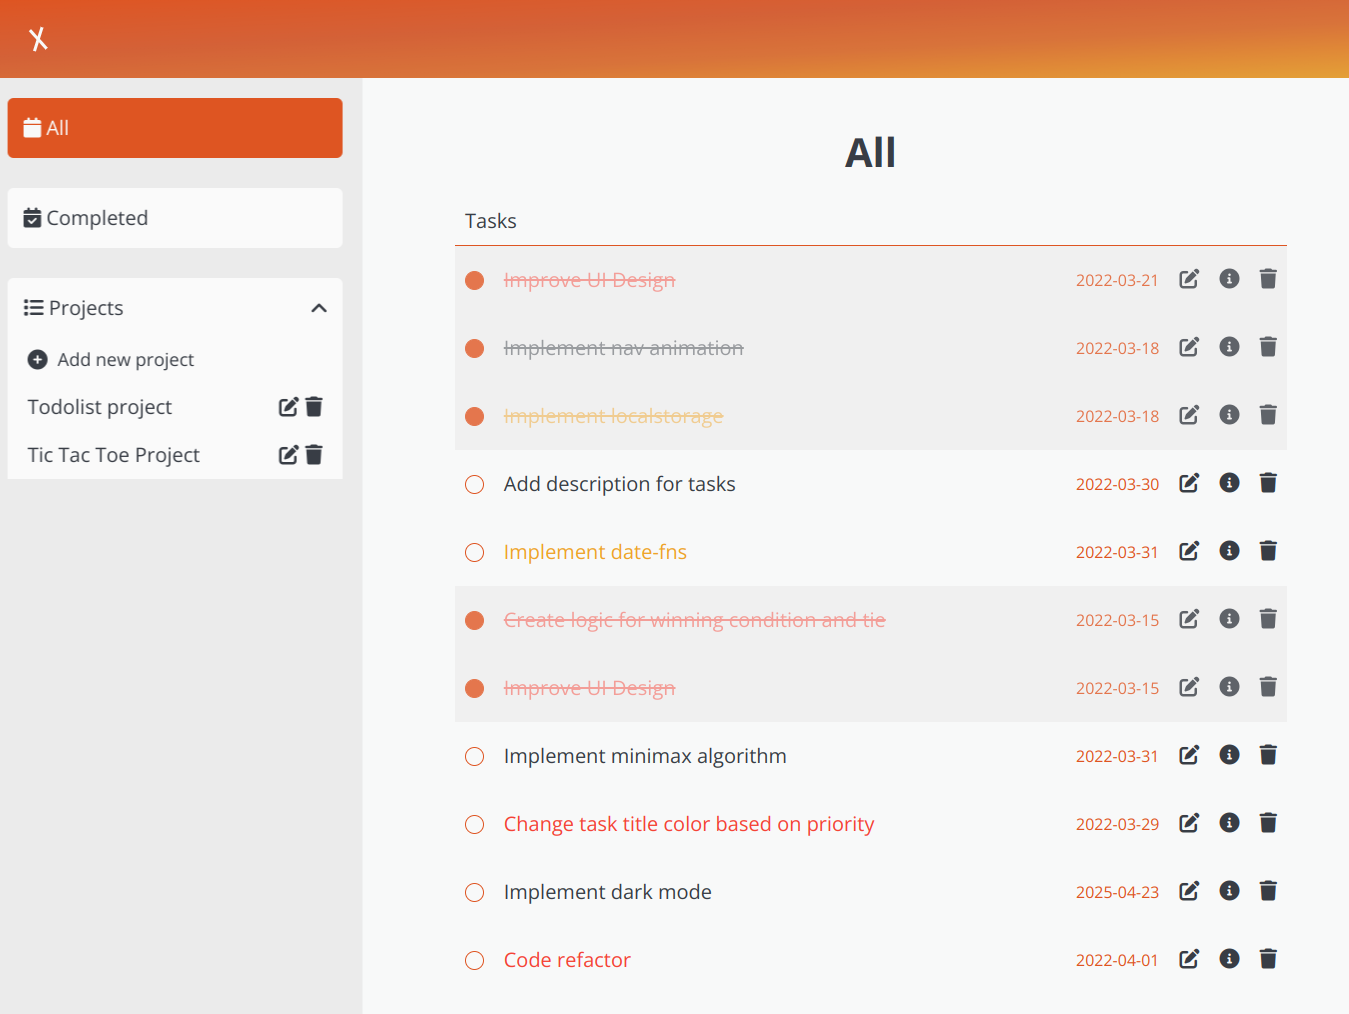 All
Completed
Projects
Add new project
Todolist project
Tic Tac Toe Project
All
Tasks
Improve UI Design 2022-03-21
Implement nav animation 2022-03-18
Implement localstorage 2022-03-18
Add description for tasks 2022-03-30
Implement date-fns 2022-03-31
Create logic for winning condition and tie 2022-03-15
Improve UI Design 2022-03-15
Implement minimax algorithm 2022-03-31
Change task title color based on priority 2022-03-29
Implement dark mode 2025-04-23
Code refactor 2022-04-01